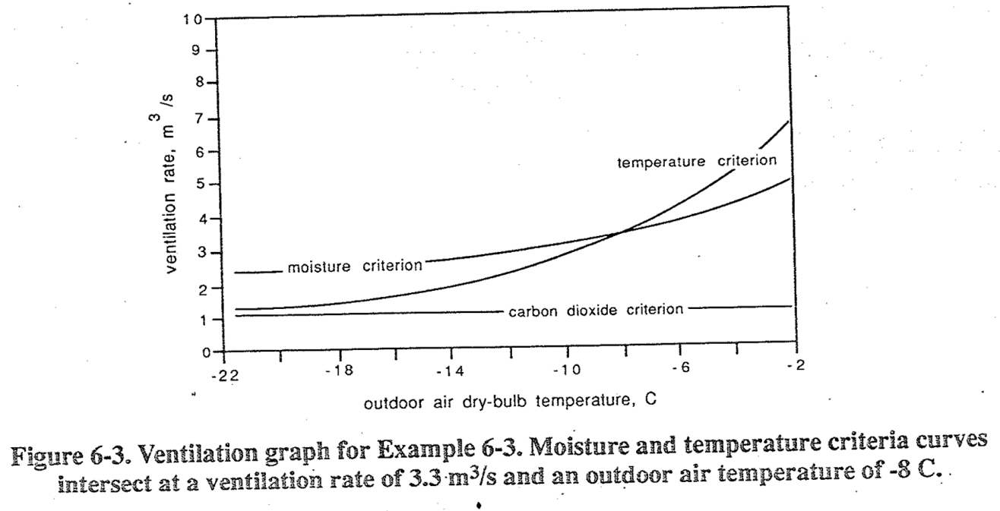 10
9
8
7
6
5
4
3
2
1
0
ventilation rate, m³/s
temperature criterion
moisture criterion
carbon dioxide criterion
-22 -18 -14 -10 -6 -2
outdoor air dry-bulb temperature, C
Figure 6-3. Ventilation graph for Example 6-3. Moisture and temperature criteria curves
intersect at a ventilation rate of 3.3 m³/s and an outdoor air temperature of -8 C.